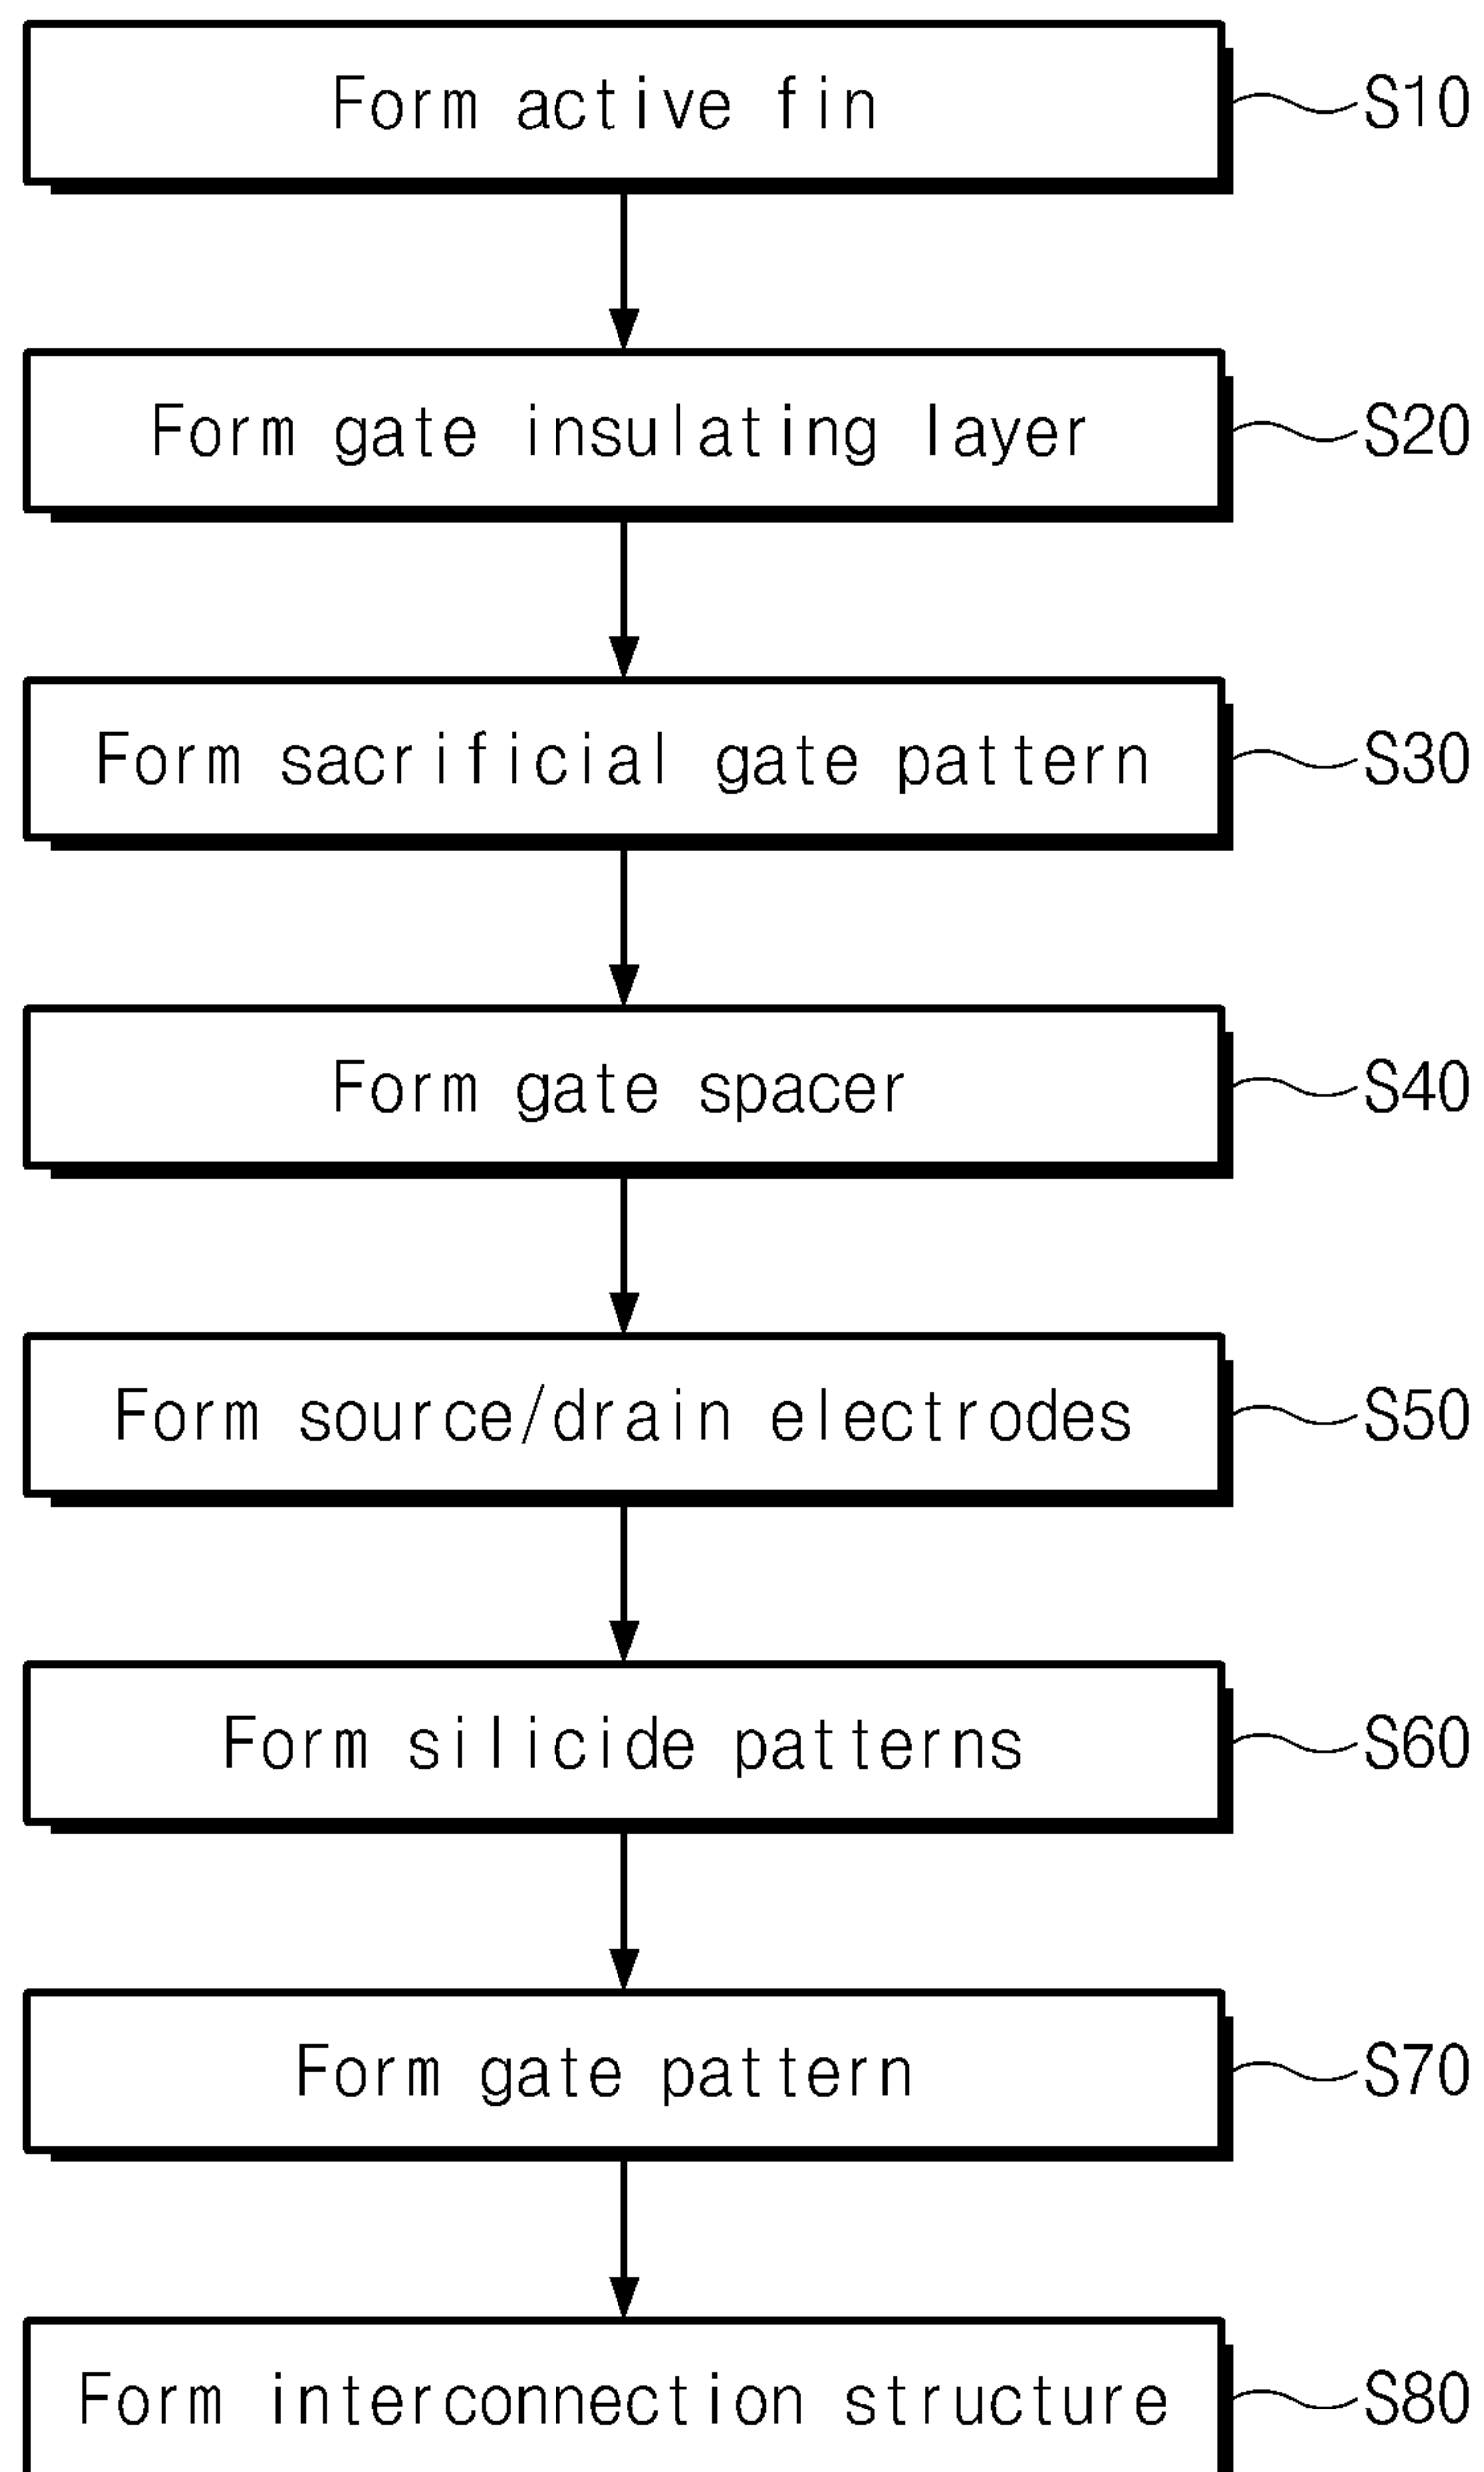 Form active fin S10
Form gate insulating layer S20
Form sacrificial gate pattern S30
Form gate spacer S40
Form source/drain electrodes S50
Form silicide patterns S60
Form gate pattern S70
Form interconnection structure S80